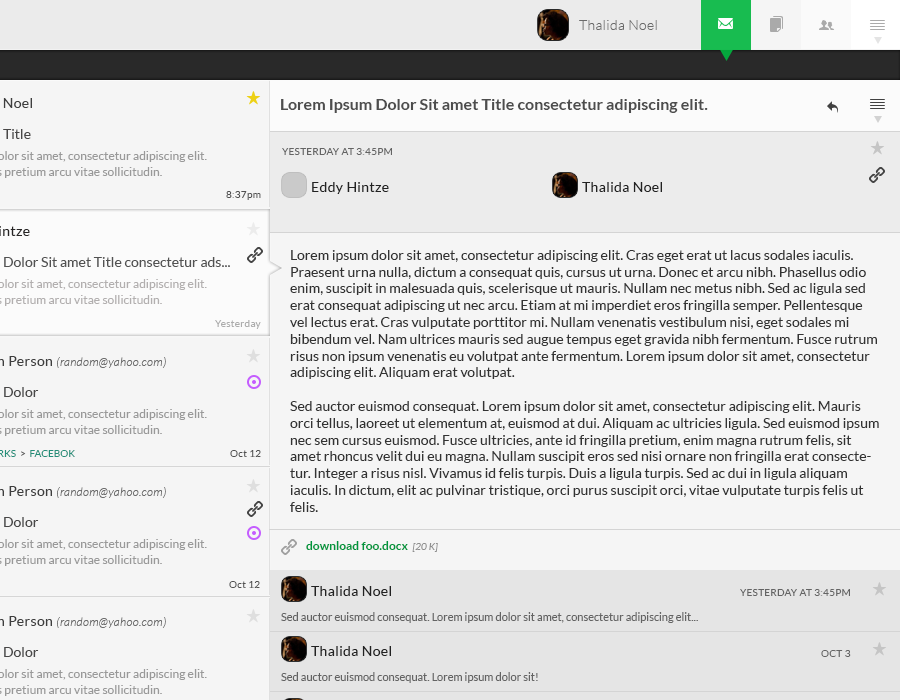 Thalida Noel
Noel
Title
olor sit amet, consectetur adipiscing elit.
s pretium arcu vitae sollicitudin.
8:37pm
intze
Dolor Sit amet Title consectetur ads...
olor sit amet, consectetur adipiscing elit.
s pretium arcu vitae sollicitudin.
Yesterday
n Person (random@yahoo.com)
Dolor
olor sit amet, consectetur adipiscing elit.
s pretium arcu vitae sollicitudin.
RKS > FACEBOK
Oct 12
n Person (random@yahoo.com)
Dolor
olor sit amet, consectetur adipiscing elit.
s pretium arcu vitae sollicitudin.
Oct 12
n Person (random@yahoo.com)
Dolor
olor sit amet, consectetur adipiscing elit.
s pretium arcu vitae sollicitudin.
Lorem Ipsum Dolor Sit amet Title consectetur adipiscing elit.
YESTERDAY AT 3:45PM
Eddy Hintze
Thalida Noel
Lorem ipsum dolor sit amet, consectetur adipiscing elit. Cras eget erat ut lacus sodales iaculis.
Praesent urna nulla, dictum a consequat quis, cursus ut urna. Donec et arcu nibh. Phasellus odio
enim, suscipit in malesuada quis, scelerisque ut mauris. Nullam nec metus nibh. Sed ac ligula sed
erat consequat adipiscing ut nec arcu. Etiam at mi imperdiet eros fringilla semper. Pellentesque
vel lectus erat. Cras vulputate porttitor mi. Nullam venenatis vestibulum nisi, eget sodales mi
bibendum vel. Nam ultrices mauris sed augue tempus eget gravida nibh fermentum. Fusce rutrum
risus non ipsum venenatis eu volutpat ante fermentum. Lorem ipsum dolor sit amet, consectetur
adipiscing elit. Aliquam erat volutpat.
Sed auctor euismod consequat. Lorem ipsum dolor sit amet, consectetur adipiscing elit. Mauris
orci tellus, laoreet ut elementum at, euismod at dui. Aliquam ac ultricies ligula. Sed euismod ipsum
nec sem cursus euismod. Fusce ultricies, ante id fringilla pretium, enim magna rutrum felis, sit
amet rhoncus velit dui eu magna. Nullam suscipit eros sed nisi ornare non fringilla erat consecte-
tur. Integer a risus nisl. Vivamus id felis turpis. Duis a ligula turpis. Sed ac dui in ligula aliquam
iaculis. In dictum, elit ac pulvinar tristique, orci purus suscipit orci, vitae vulputate turpis felis ut
felis.
download foo.docx [20 K]
Thalida Noel
YESTERDAY AT 3:45PM
Sed auctor euismod consequat. Lorem ipsum dolor sit amet, consectetur adipiscing elit...
Thalida Noel
OCT 3
Sed auctor euismod consequat. Lorem ipsum dolor sit!